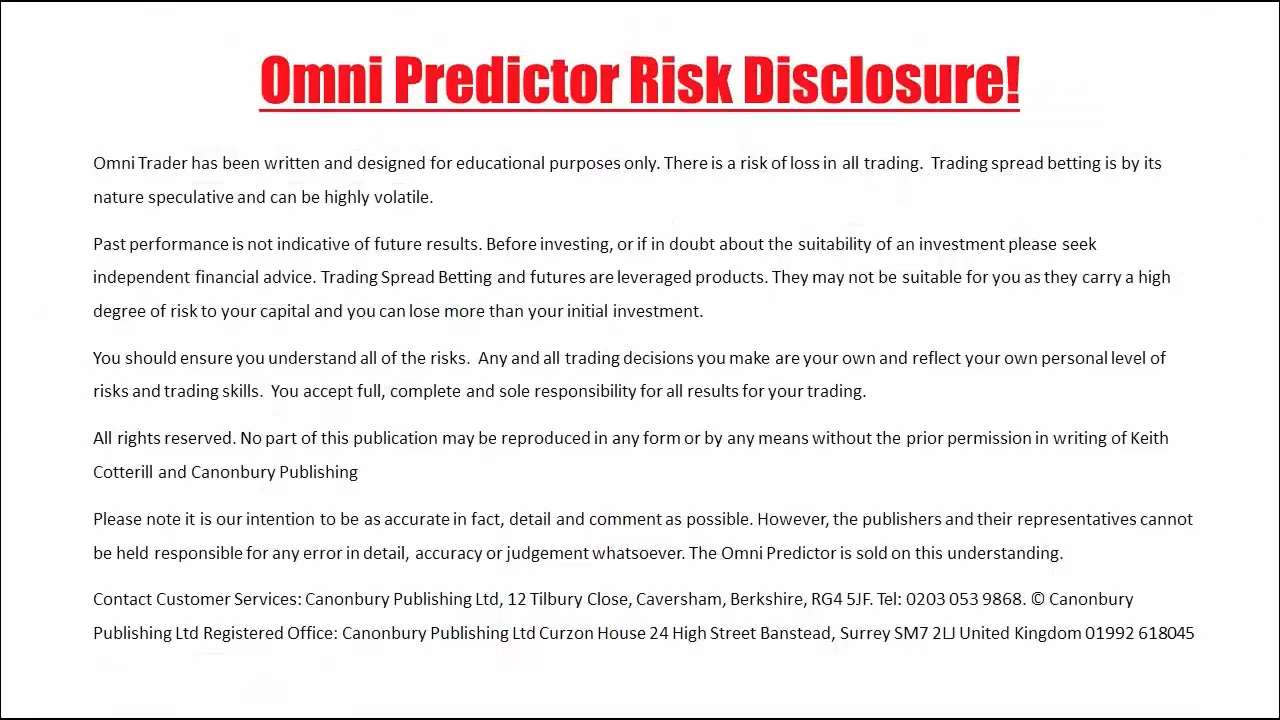 Omni Predictor Risk Disclosure!
Omni Trader has been written and designed for educational purposes only. There is a risk of loss in all trading.  Trading spread betting is by its
nature speculative and can be highly volatile.
Past performance is not indicative of future results. Before investing, or if in doubt about the suitability of an investment please seek
independent financial advice. Trading Spread Betting and futures are leveraged products. They may not be suitable for you as they carry a high
degree of risk to your capital and you can lose more than your initial investment.
You should ensure you understand all of the risks.  Any and all trading decisions you make are your own and reflect your own personal level of
risks and trading skills.  You accept full, complete and sole responsibility for all results for your trading.
All rights reserved. No part of this publication may be reproduced in any form or by any means without the prior permission in writing of Keith
Cotterill and Canonbury Publishing
Please note it is our intention to be as accurate in fact, detail and comment as possible. However, the publishers and their representatives cannot
be held responsible for any error in detail, accuracy or judgement whatsoever. The Omni Predictor is sold on this understanding.
Contact Customer Services: Canonbury Publishing Ltd, 12 Tilbury Close, Caversham, Berkshire, RG4 5JF. Tel: 0203 053 9868. © Canonbury
Publishing Ltd Registered Office: Canonbury Publishing Ltd Curzon House 24 High Street Banstead, Surrey SM7 2LJ United Kingdom 01992 618045